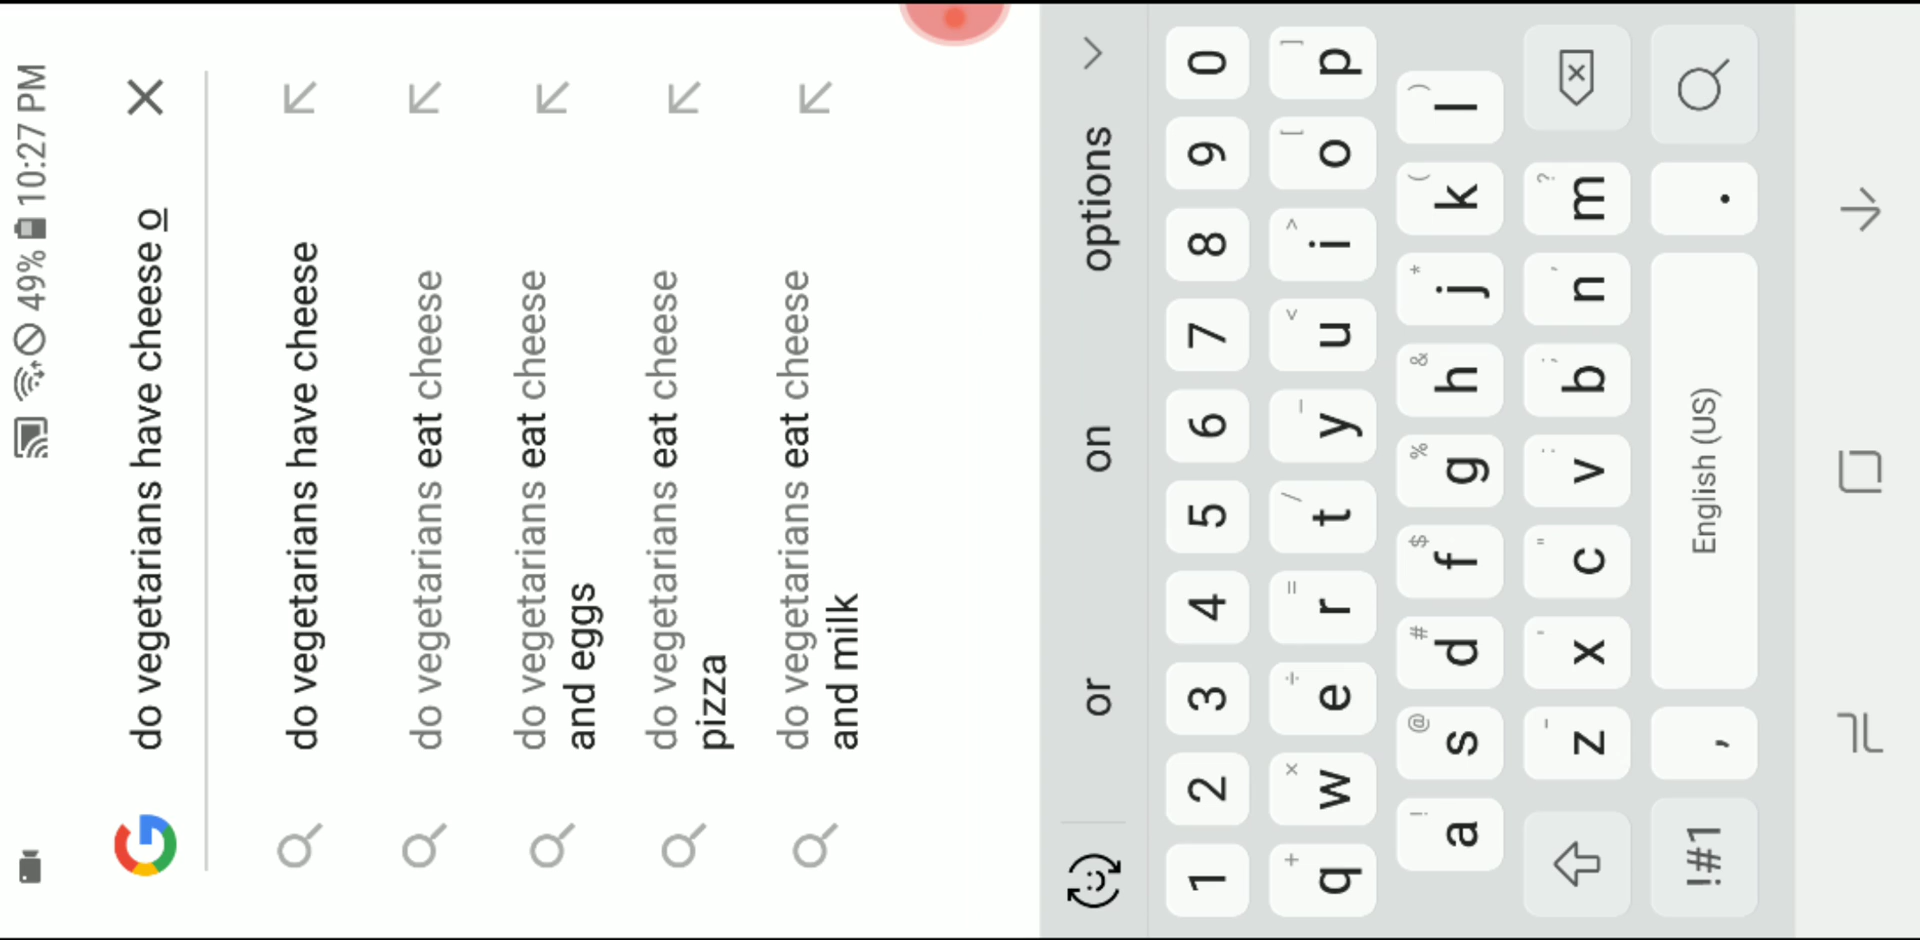 49% 10:27 PM
do vegetarians have cheese o
do vegetarians have cheese
do vegetarians eat cheese
do vegetarians eat cheese
and eggs
do vegetarians eat cheese
pizza
do vegetarians eat cheese
and milk
or on options
1 2 3 4 5 6 7 8 9 0
+ × ÷ = / _ < > [ ]
q w e r t y u i o p
! @ # $ % & * ( )
a s d f g h j k l
- ' " : ; , ?
z x c v b n m
!#1 , English (US) .